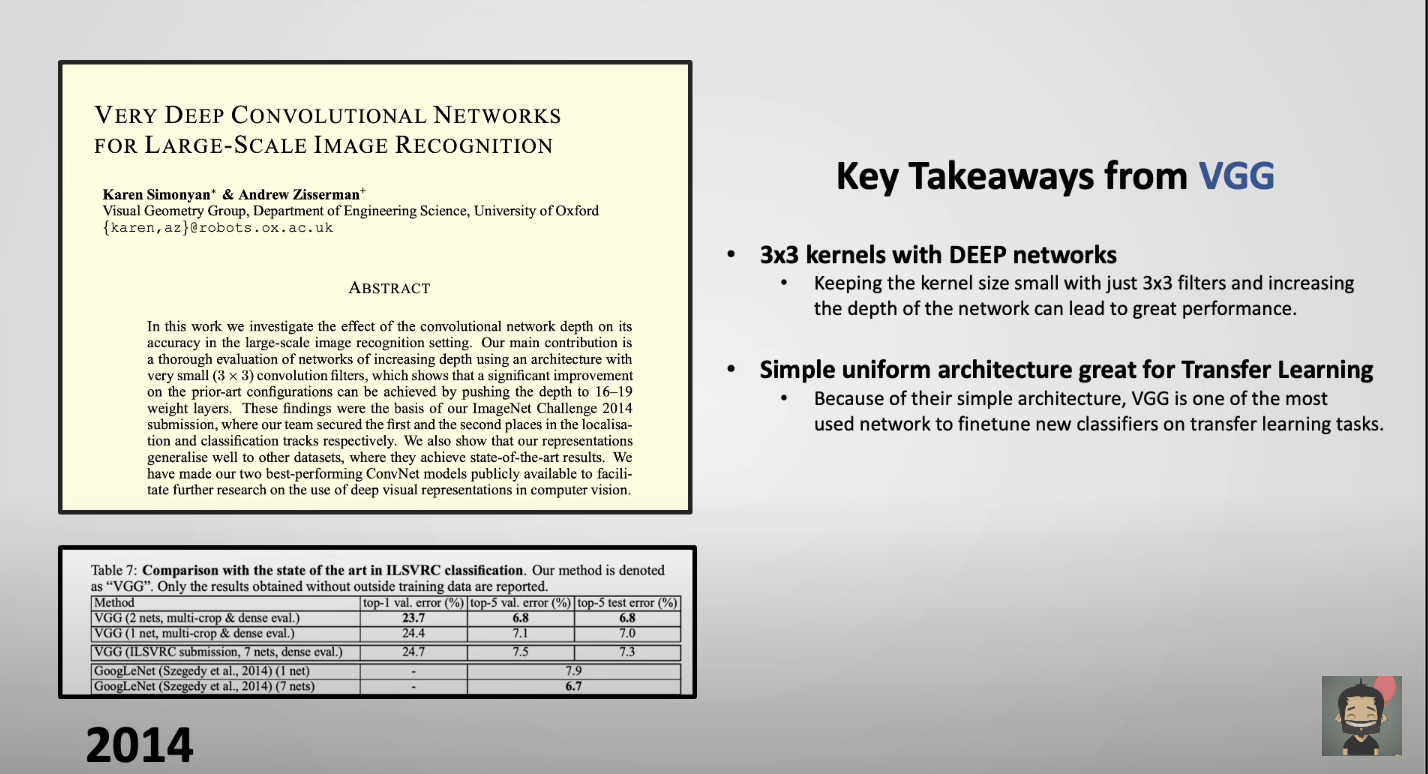 VERY DEEP CONVOLUTIONAL NETWORKS
FOR LARGE-SCALE IMAGE RECOGNITION
Karen Simonyan* & Andrew Zisserman+
Visual Geometry Group, Department of Engineering Science, University of Oxford
{karen,az}@robots.ox.ac.uk
ABSTRACT
In this work we investigate the effect of the convolutional network depth on its
accuracy in the large-scale image recognition setting. Our main contribution is
a thorough evaluation of networks of increasing depth using an architecture with
very small (3 × 3) convolution filters, which shows that a significant improvement
on the prior-art configurations can be achieved by pushing the depth to 16–19
weight layers. These findings were the basis of our ImageNet Challenge 2014
submission, where our team secured the first and the second places in the localisa-
tion and classification tracks respectively. We also show that our representations
generalise well to other datasets, where they achieve state-of-the-art results. We
have made our two best-performing ConvNet models publicly available to facili-
tate further research on the use of deep visual representations in computer vision.
Table 7: Comparison with the state of the art in ILSVRC classification. Our method is denoted
as “VGG”. Only the results obtained without outside training data are reported.
Method top-1 val. error (%) top-5 val. error (%) top-5 test error (%)
VGG (2 nets, multi-crop & dense eval.) 23.7 6.8 6.8
VGG (1 net, multi-crop & dense eval.) 24.4 7.1 7.0
VGG (ILSVRC submission, 7 nets, dense eval.) 24.7 7.5 7.3
GoogLeNet (Szegedy et al., 2014) (1 net) - 7.9
GoogLeNet (Szegedy et al., 2014) (7 nets) - 6.7
2014
Key Takeaways from VGG
• 3x3 kernels with DEEP networks
• Keeping the kernel size small with just 3x3 filters and increasing
the depth of the network can lead to great performance.
• Simple uniform architecture great for Transfer Learning
• Because of their simple architecture, VGG is one of the most
used network to finetune new classifiers on transfer learning tasks.